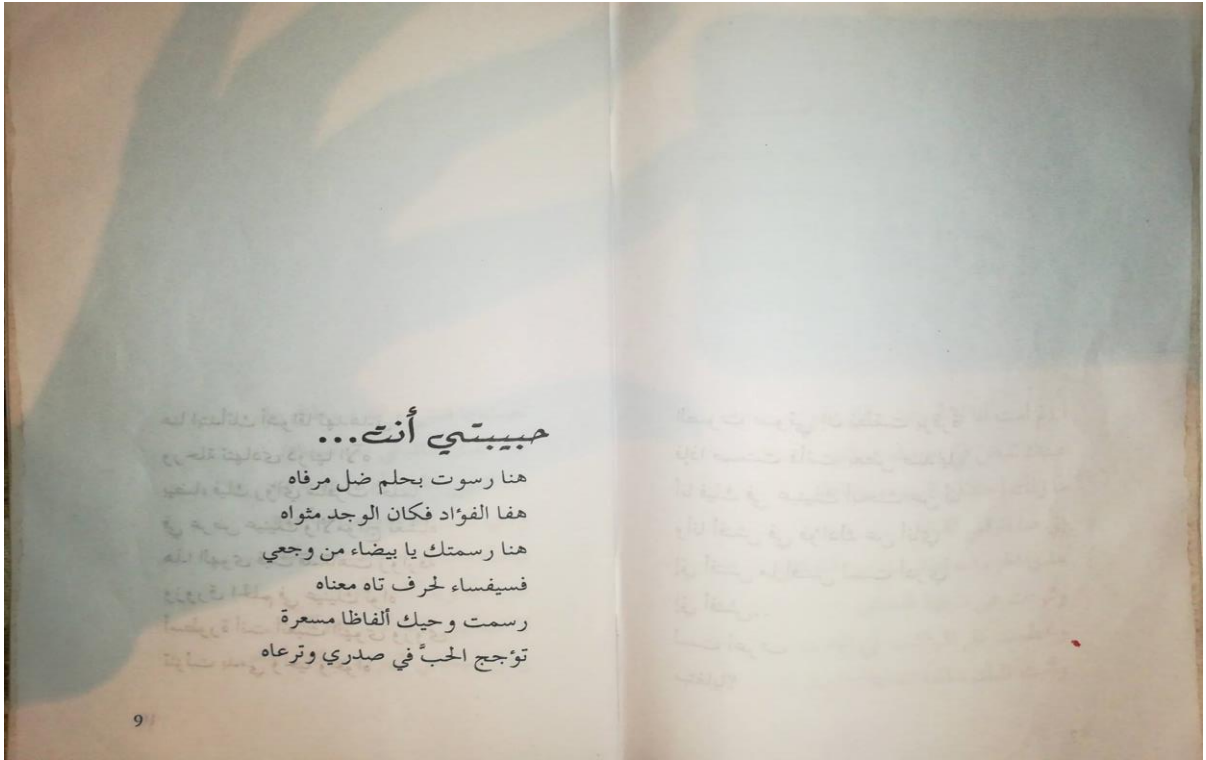 حبيبتي أنت...
هنا رسوت بحلم ضل مرفاه
هفا الفؤاد فكان الوجد مثواه
هنا رسمتك يا بيضاء من وجعي
فسيفساء لحرف تاه معناه
رسمت وحيك ألفاظا مسعرة
تؤجج الحبَّ في صدري وترعاه
9